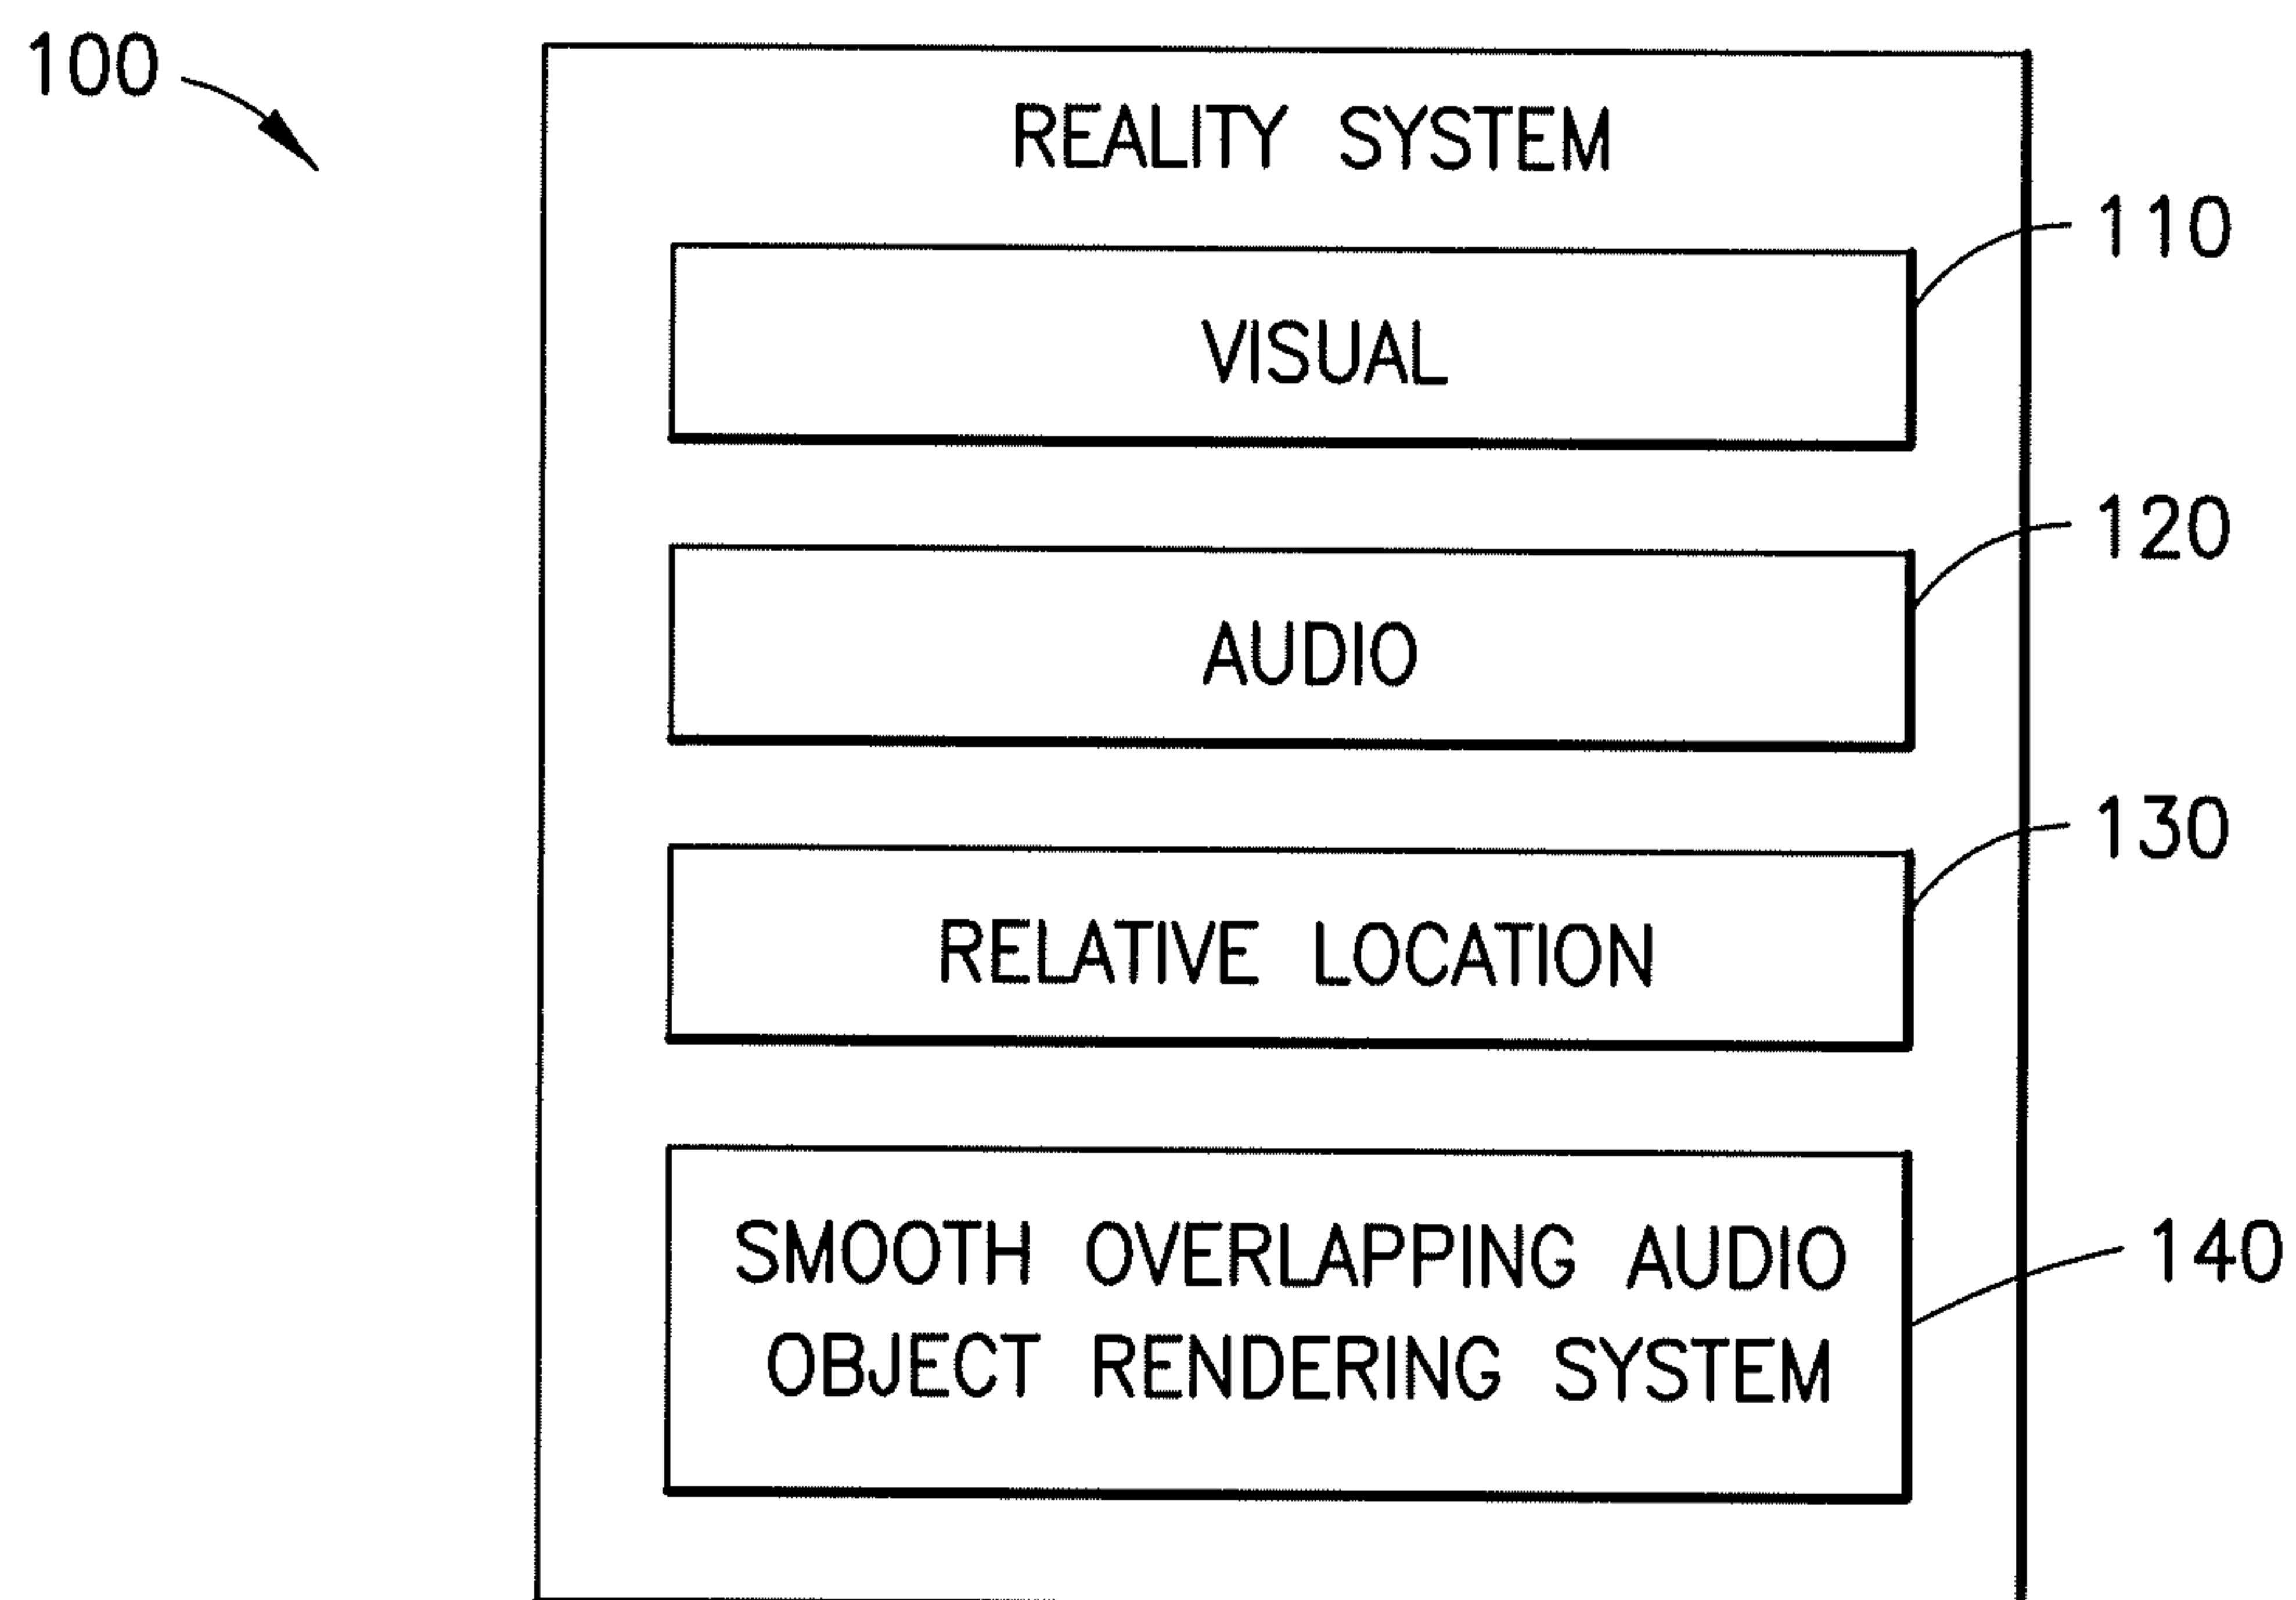 100
REALITY SYSTEM
110
VISUAL
120
AUDIO
130
RELATIVE LOCATION
140
SMOOTH OVERLAPPING AUDIO
OBJECT RENDERING SYSTEM